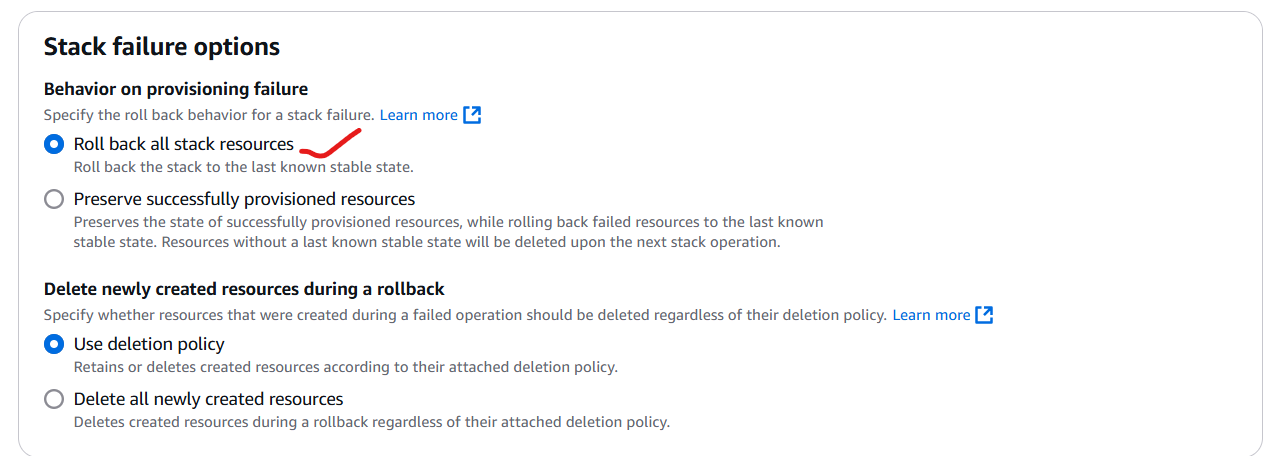 Stack failure options
Behavior on provisioning failure
Specify the roll back behavior for a stack failure. Learn more
Roll back all stack resources
Roll back the stack to the last known stable state.
Preserve successfully provisioned resources
Preserves the state of successfully provisioned resources, while rolling back failed resources to the last known
stable state. Resources without a last known stable state will be deleted upon the next stack operation.
Delete newly created resources during a rollback
Specify whether resources that were created during a failed operation should be deleted regardless of their deletion policy. Learn more
Use deletion policy
Retains or deletes created resources according to their attached deletion policy.
Delete all newly created resources
Deletes created resources during a rollback regardless of their attached deletion policy.